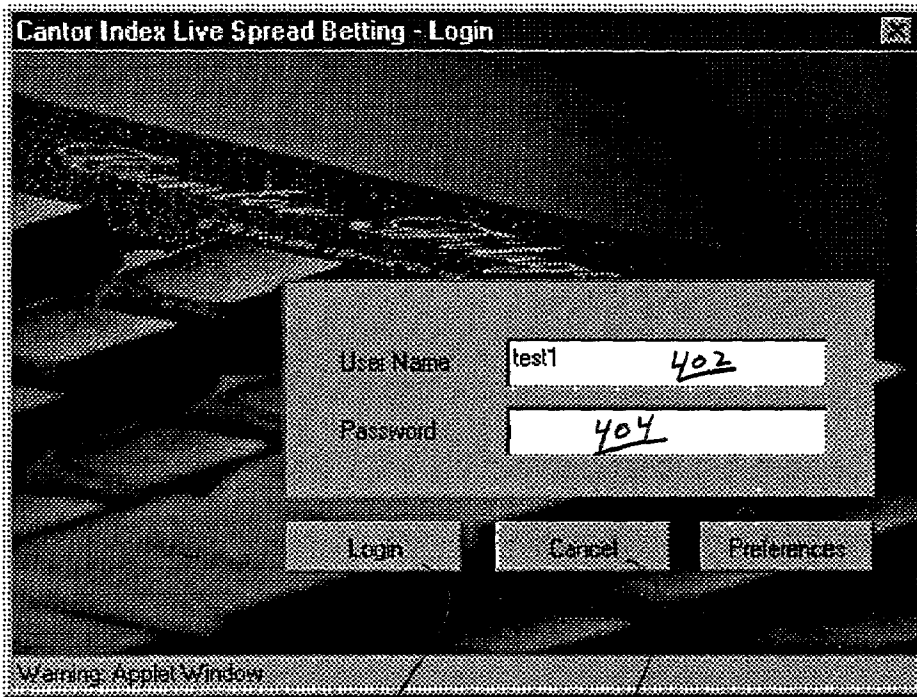 Cantor Index Live Spread Betting - Login
User Name test1 402
Password 404
Login Cancel Preferences
Warning: Applet Window